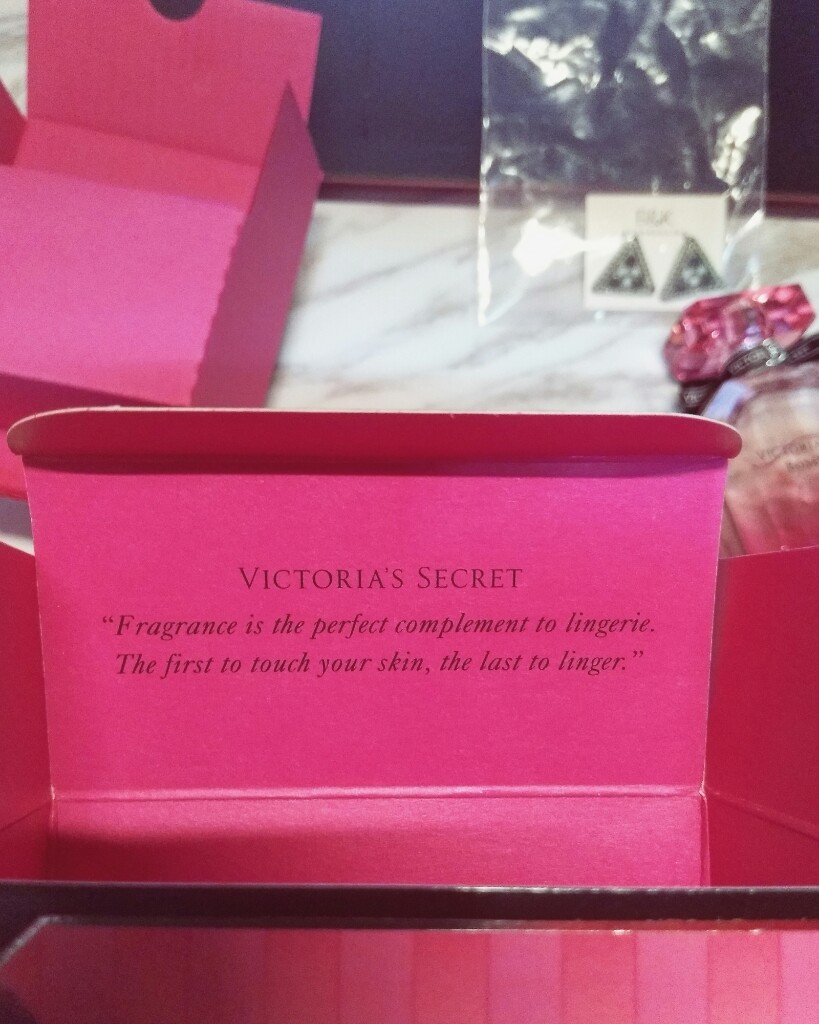 VICTORIA'S SECRET
“Fragrance is the perfect complement to lingerie.
The first to touch your skin, the last to linger.”